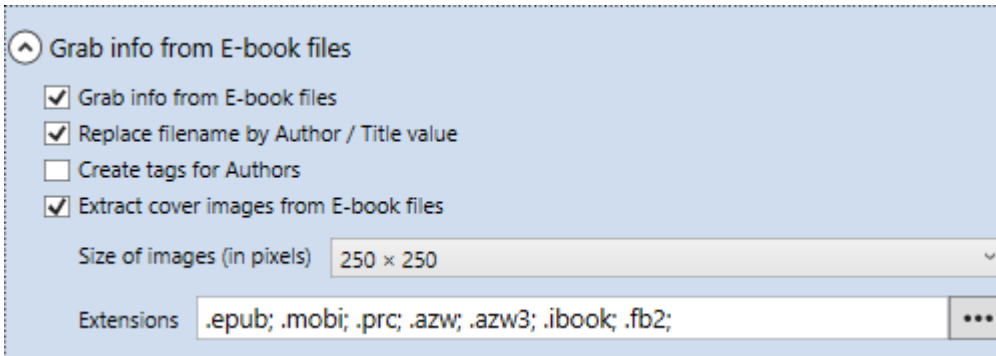 Grab info from E-book files
Grab info from E-book files
Replace filename by Author / Title value
Create tags for Authors
Extract cover images from E-book files
Size of images (in pixels) 250 × 250
Extensions .epub; .mobi; .prc; .azw; .azw3; .ibook; .fb2;